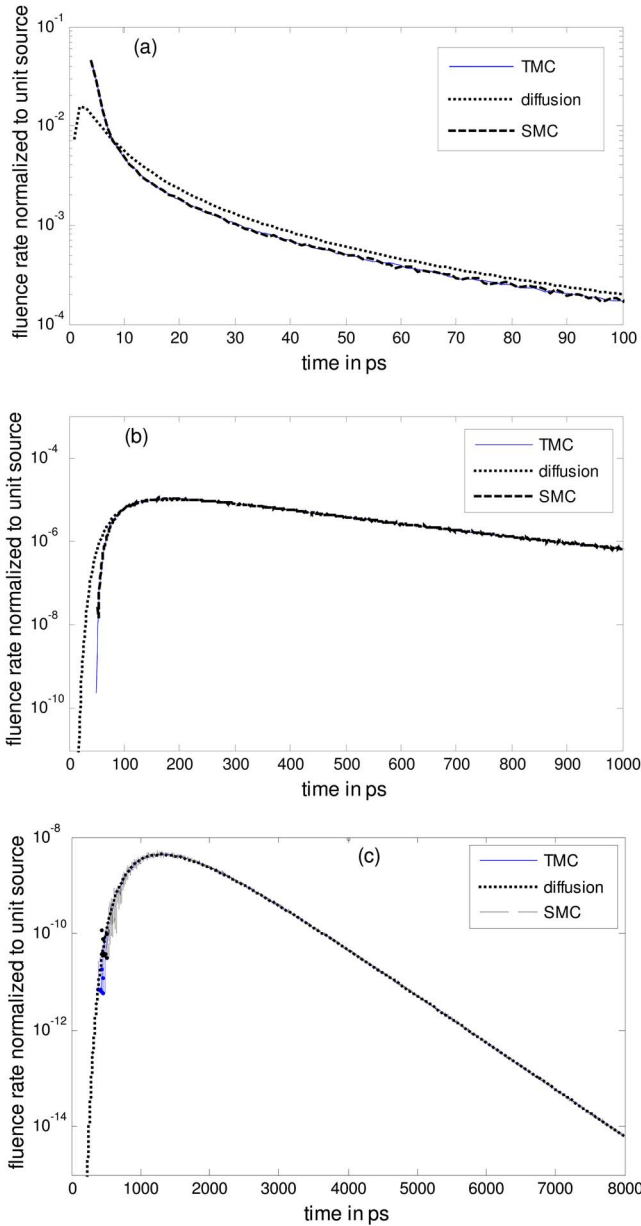 (a)
TMC
diffusion
SMC
fluence rate normalized to unit source
10^-1
10^-2
10^-3
10^-4
0 10 20 30 40 50 60 70 80 90 100
time in ps
(b)
TMC
diffusion
SMC
fluence rate normalized to unit source
10^-4
10^-6
10^-8
10^-10
0 100 200 300 400 500 600 700 800 900 1000
time in ps
(c)
TMC
diffusion
SMC
fluence rate normalized to unit source
10^-8
10^-10
10^-12
10^-14
0 1000 2000 3000 4000 5000 6000 7000 8000
time in ps